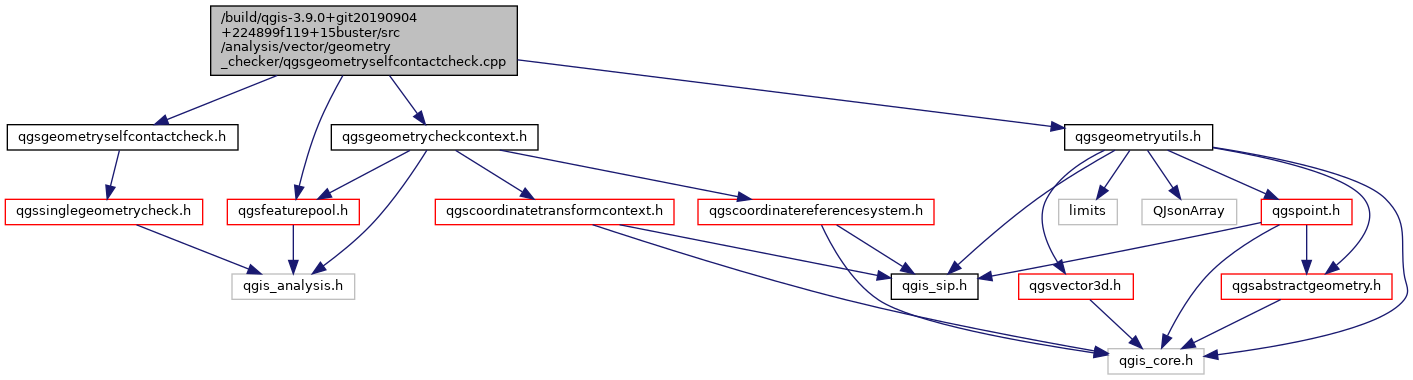 /build/qgis-3.9.0+git20190904
+224899f119+15buster/src
/analysis/vector/geometry
_checker/qgsgeometryselfcontactcheck.cpp
qgsgeometryselfcontactcheck.h
qgsgeometrycheckcontext.h
qgsgeometryutils.h
qgssinglegeometrycheck.h
qgsfeaturepool.h
qgscoordinatetransformcontext.h
qgscoordinatereferencesystem.h
limits
QJsonArray
qgspoint.h
qgis_analysis.h
qgis_sip.h
qgsvector3d.h
qgsabstractgeometry.h
qgis_core.h